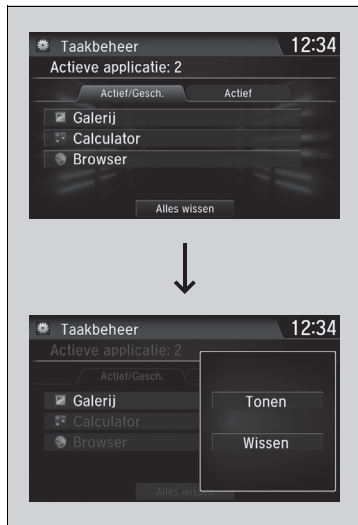 Taakbeheer 12:34
Actieve applicatie: 2
Actief/Gesch. Actief
Galerij
Calculator
Browser
Alles wissen
Taakbeheer 12:34
Actieve applicatie: 2
Actief/Gesch.
Galerij Tonen
Calculator
Browser Wissen
Alles wissen